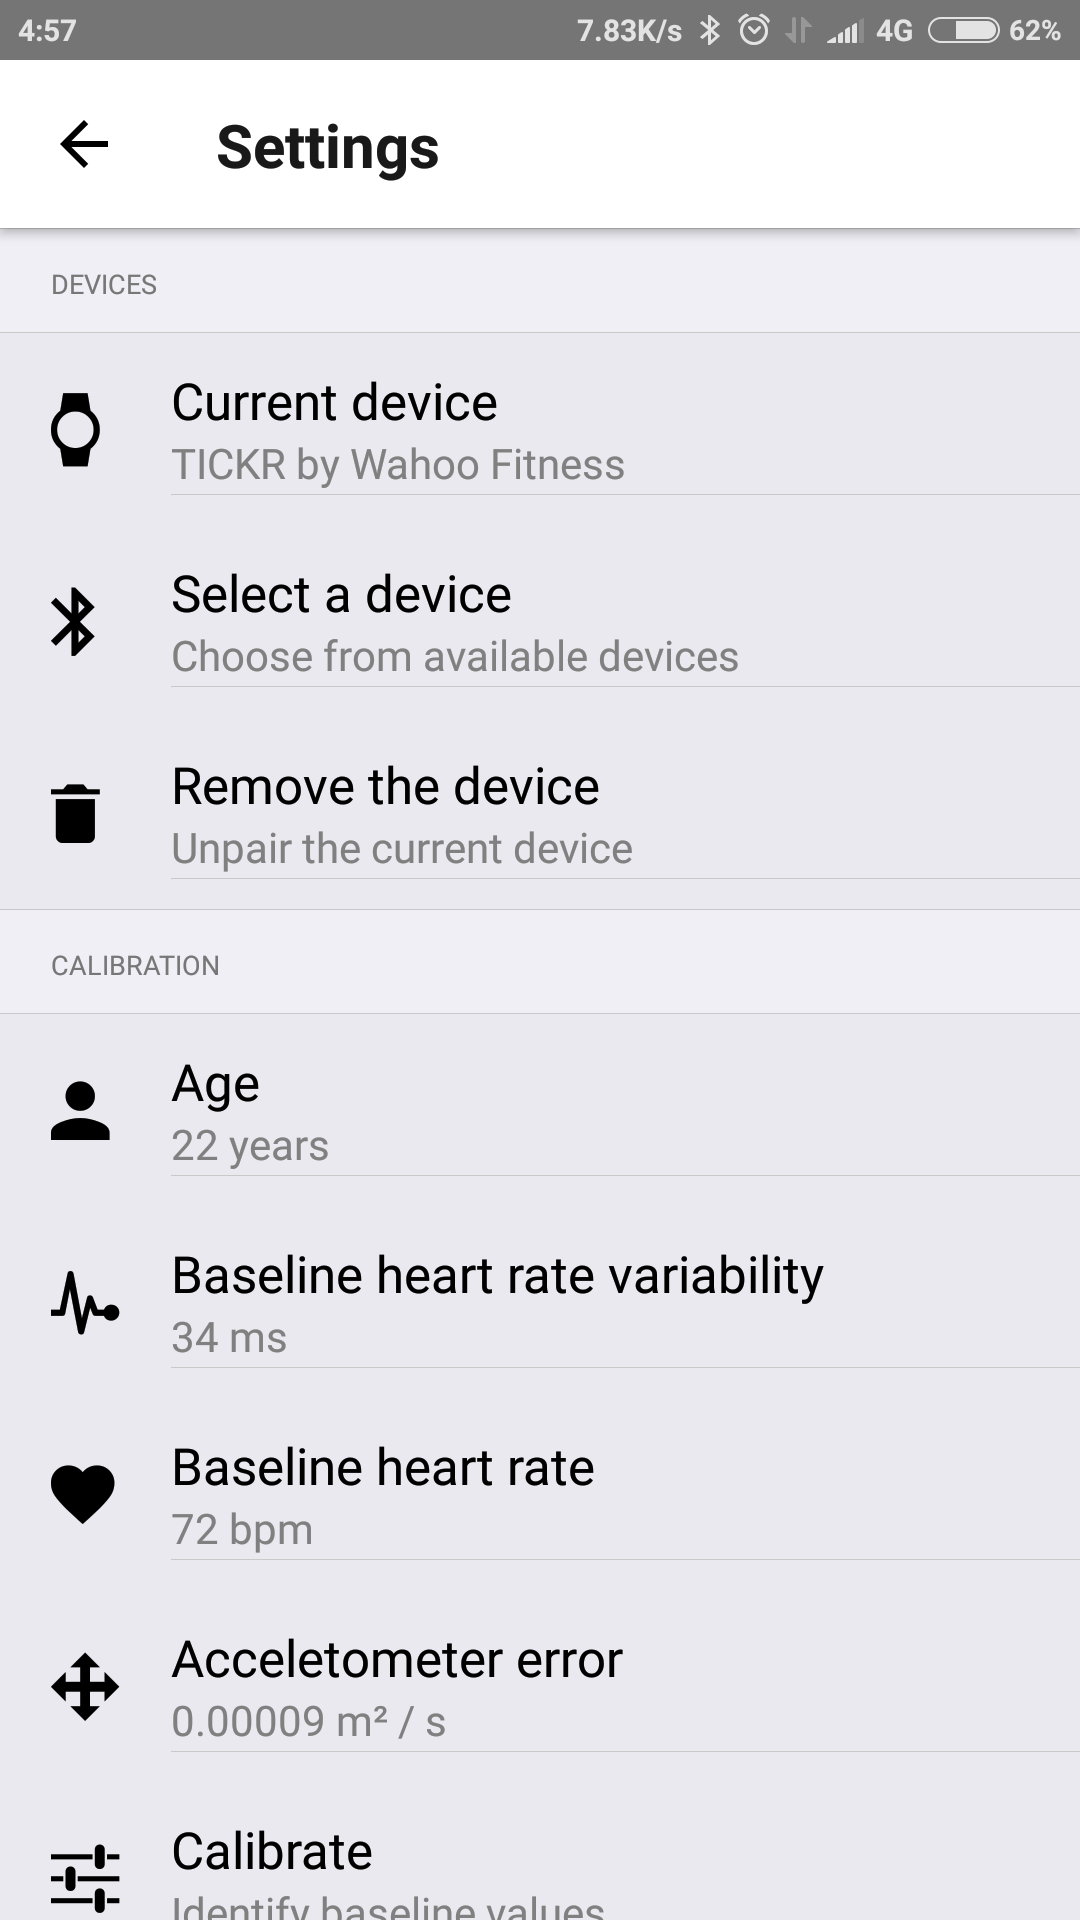 4:57 7.83K/s 4G 62%
Settings
DEVICES
Current device
TICKR by Wahoo Fitness
Select a device
Choose from available devices
Remove the device
Unpair the current device
CALIBRATION
Age
22 years
Baseline heart rate variability
34 ms
Baseline heart rate
72 bpm
Acceletometer error
0.00009 m² / s
Calibrate
Identify baseline values